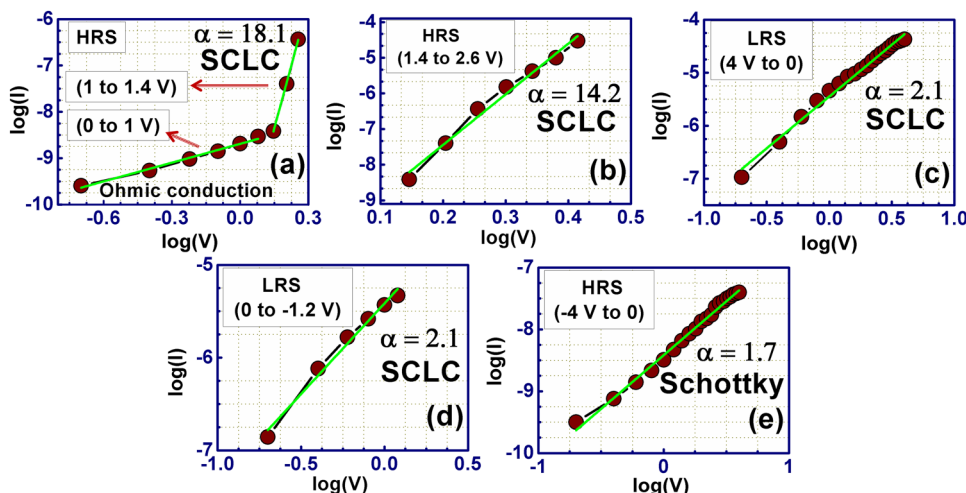 -6
HRS
α = 18.1
SCLC
-7
(1 to 1.4 V)
log(I)
-8
(0 to 1 V)
-9
(a)
Ohmic conduction
-10
-0.6 -0.3 0.0 0.3
log(V)
-4
HRS
(1.4 to 2.6 V)
-5
-6
log(I)
α = 14.2
-7
SCLC
-8
(b)
-9
0.1 0.2 0.3 0.4 0.5
log(V)
-4
LRS
(4 V to 0)
-5
log(I)
α = 2.1
-6
SCLC
-7
(c)
-1.0 -0.5 0.0 0.5 1.0
log(V)
-5
LRS
(0 to -1.2 V)
log(I)
-6
α = 2.1
SCLC
(d)
-7
-1.0 -0.5 0.0 0.5
log(V)
-7
HRS
(-4 V to 0)
-8
log(I)
α = 1.7
Schottky
-9
(e)
-10
-1 0 1
log(V)